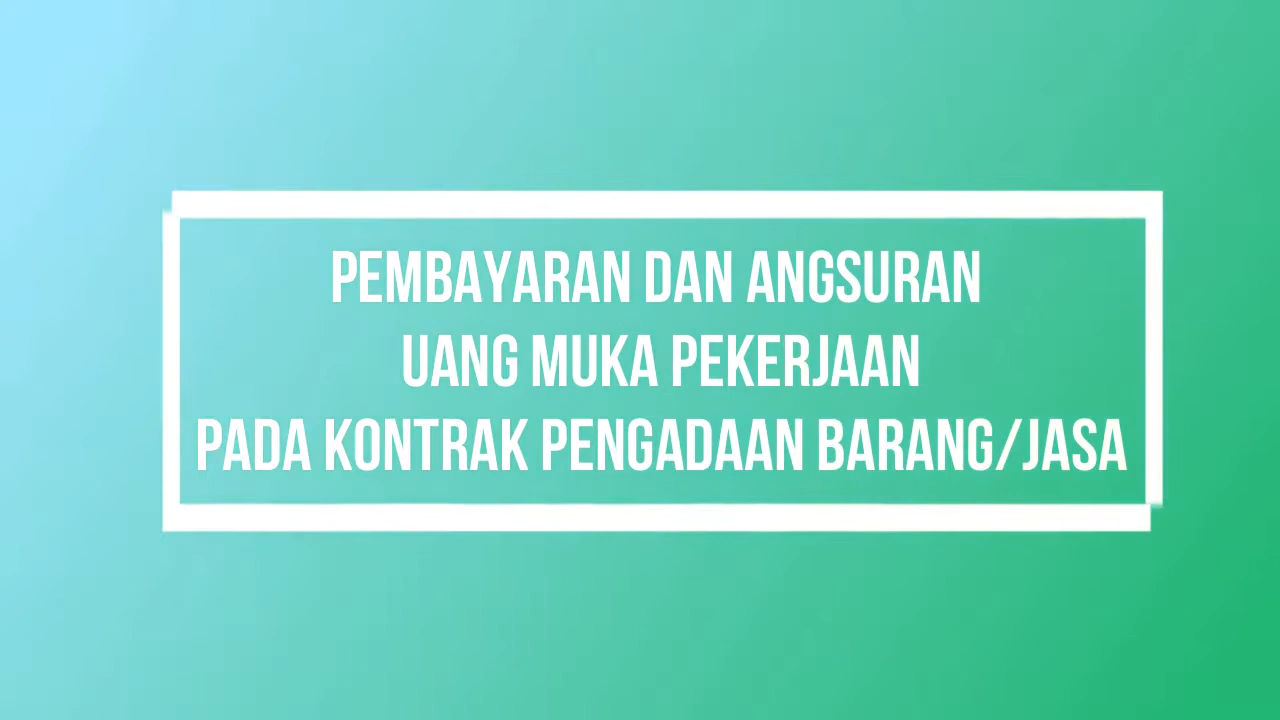 PEMBAYARAN DAN ANGSURAN
UANG MUKA PEKERJAAN
PADA KONTRAK PENGADAAN BARANG/JASA